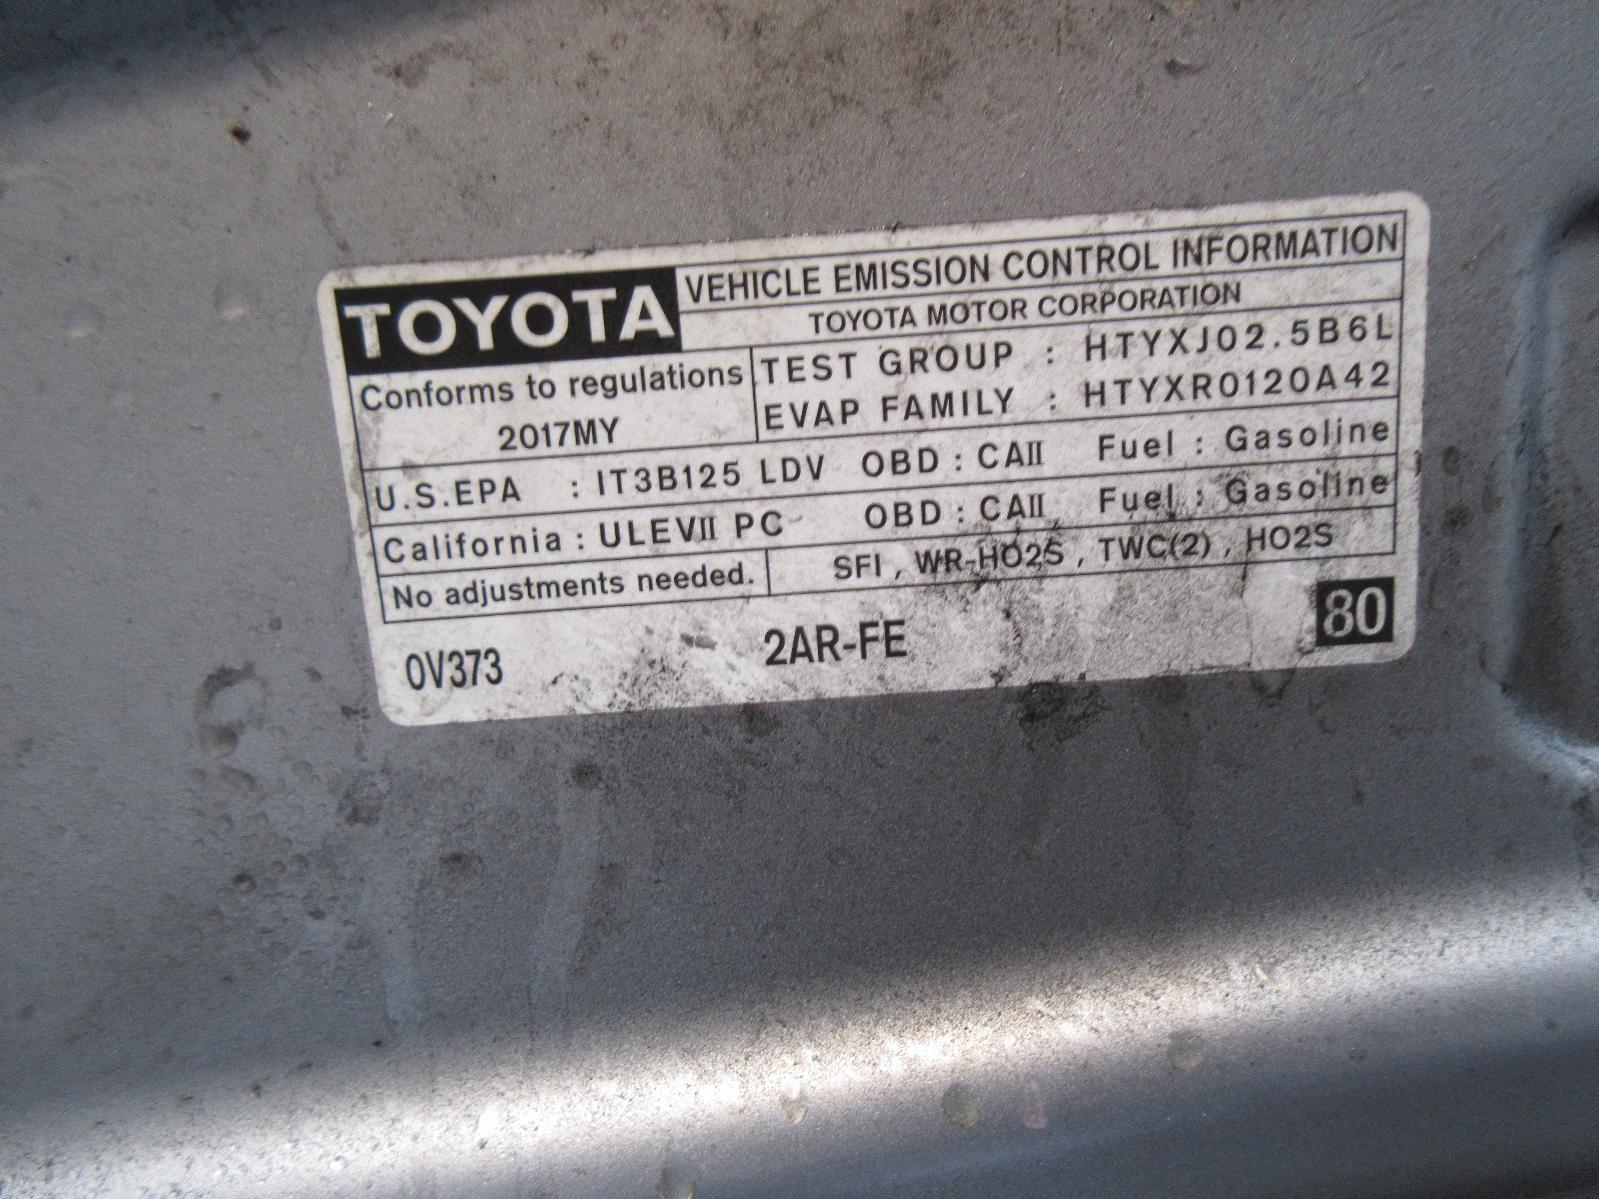 TOYOTA VEHICLE EMISSION CONTROL INFORMATION
TOYOTA MOTOR CORPORATION
Conforms to regulations
2017MY
TEST GROUP : HTYXJ02.5B6L
EVAP FAMILY : HTYXR0120A42
U.S.EPA : IT3B125 LDV OBD : CAII Fuel : Gasoline
California : ULEVII PC OBD : CAII Fuel : Gasoline
No adjustments needed. SFI , WR-HO2S , TWC(2) , HO2S
0V373 2AR-FE 80